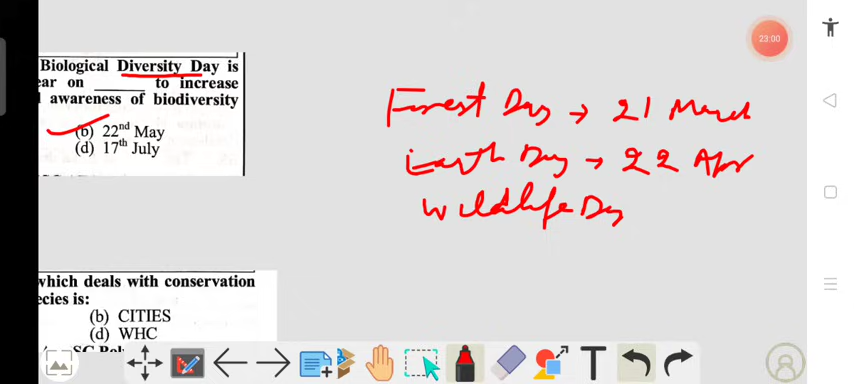 23:00
Biological Diversity Day is
ear on ______ to increase
awareness of biodiversity
(b) 22nd May
(d) 17th July
Forest Day → 21 March
Earth Day → 22 Apr
Wildlife Day
which deals with conservation
ecies is:
(b) CITIES
(d) WHC
T